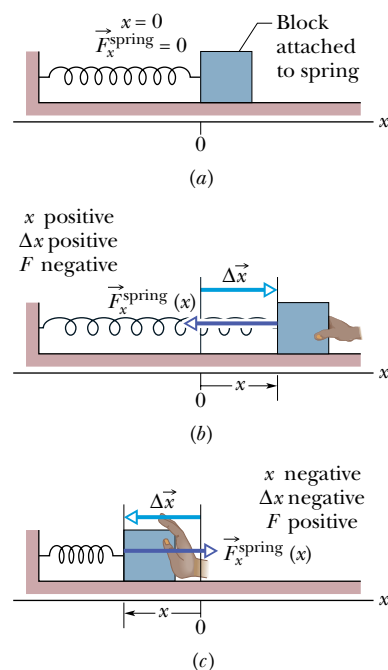 x = 0
F⃗ₓˢᵖʳⁱⁿᵍ = 0
Block
attached
to spring
x
0
(a)
x positive
Δx positive
F negative
Δx⃗
F⃗ₓˢᵖʳⁱⁿᵍ (x)
x
x
0
(b)
x negative
Δx negative
F positive
Δx⃗
F⃗ₓˢᵖʳⁱⁿᵍ (x)
x
x
0
(c)